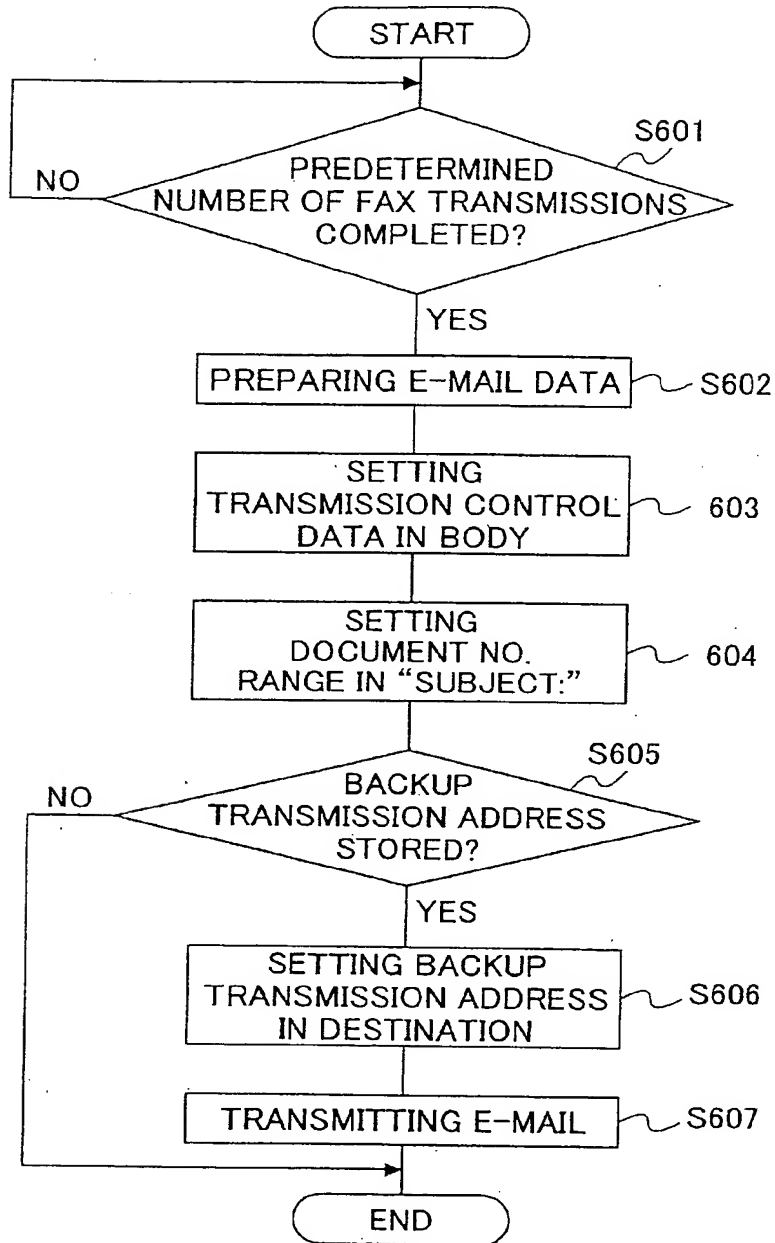 START
S601
PREDETERMINED
NUMBER OF FAX TRANSMISSIONS
COMPLETED?
NO
YES
PREPARING E-MAIL DATA
S602
SETTING
TRANSMISSION CONTROL
DATA IN BODY
603
SETTING
DOCUMENT NO.
RANGE IN “SUBJECT:”
604
S605
BACKUP
TRANSMISSION ADDRESS
STORED?
NO
YES
SETTING BACKUP
TRANSMISSION ADDRESS
IN DESTINATION
S606
TRANSMITTING E-MAIL
S607
END